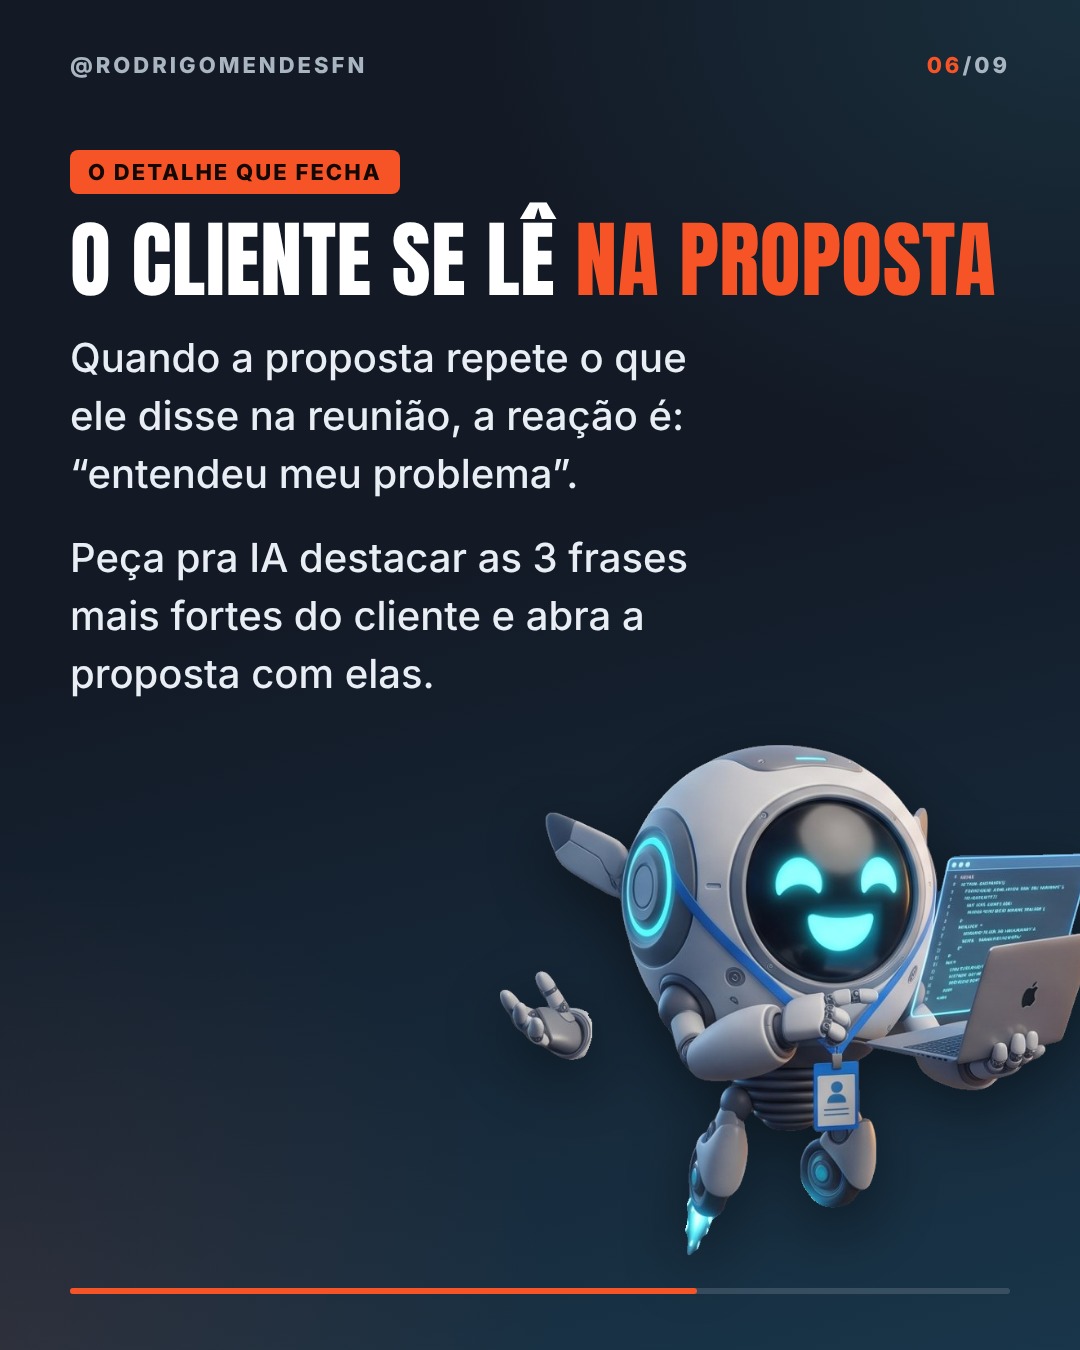 @RODRIGOMENDESFN
06/09
O DETALHE QUE FECHA
O CLIENTE SE LÊ NA PROPOSTA
Quando a proposta repete o que
ele disse na reunião, a reação é:
“entendeu meu problema”.
Peça pra IA destacar as 3 frases
mais fortes do cliente e abra a
proposta com elas.